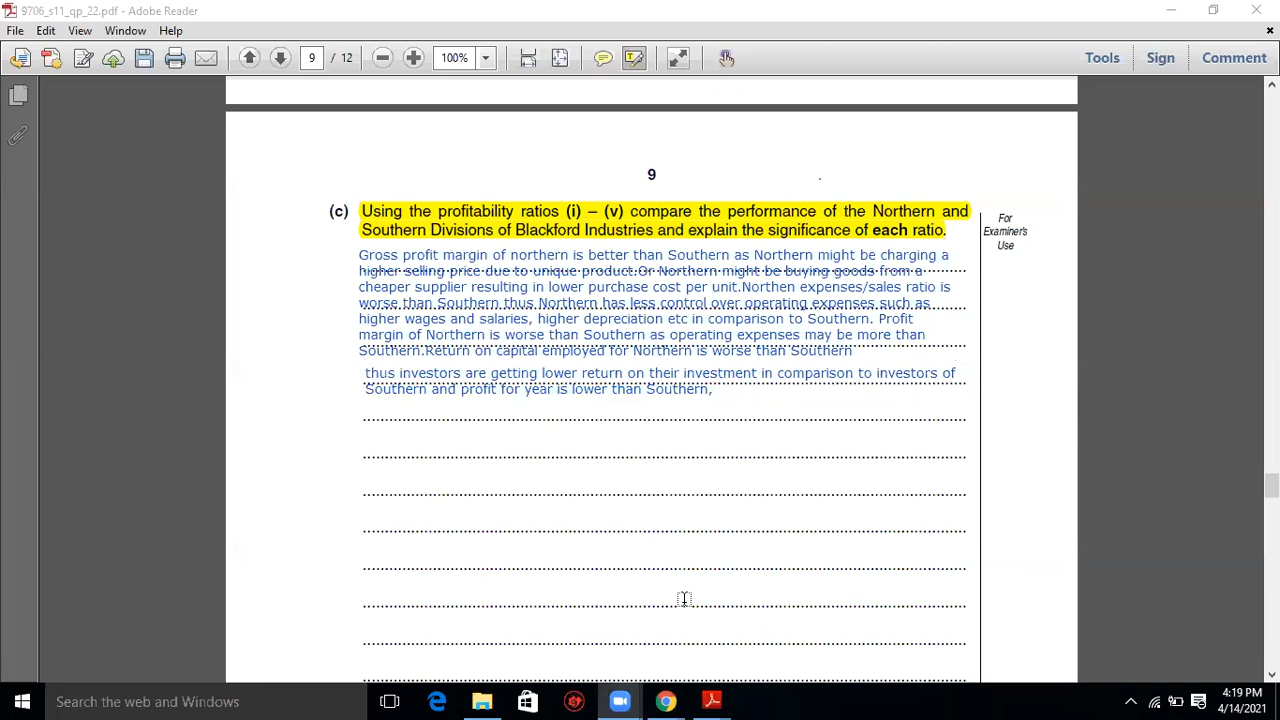 9706_s11_qp_22.pdf - Adobe Reader
File Edit View Window Help
9 / 12 100% Tools Sign Comment
9
(c) Using the profitability ratios (i) – (v) compare the performance of the Northern and
Southern Divisions of Blackford Industries and explain the significance of each ratio.
For
Examiner's
Use
Gross profit margin of northern is better than Southern as Northern might be charging a
higher selling price due to unique product.Or Northern might be buying goods from a
cheaper supplier resulting in lower purchase cost per unit.Northen expenses/sales ratio is
worse than Southern thus Northern has less control over operating expenses such as
higher wages and salaries, higher depreciation etc in comparison to Southern. Profit
margin of Northern is worse than Southern as operating expenses may be more than
Southern.Return on capital employed for Northern is worse than Southern
thus investors are getting lower return on their investment in comparison to investors of
Southern and profit for year is lower than Southern,
Search the web and Windows
4:19 PM
4/14/2021